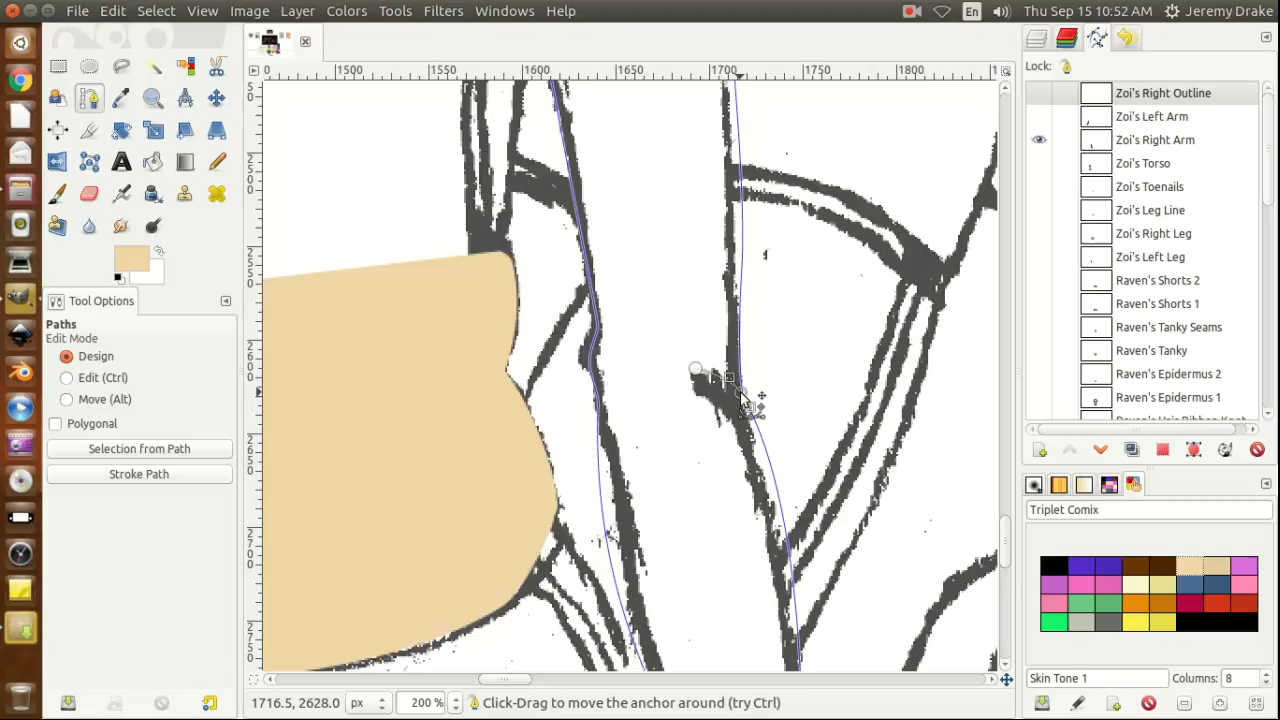 File Edit Select View Image Layer Colors Tools Filters Windows Help
En Thu Sep 15 10:52 AM Jeremy Drake
1500 1550 1600 1650 1700 1750 1800
Lock:
Zoi's Right Outline
Zoi's Left Arm
Zoi's Right Arm
Zoi's Torso
Zoi's Toenails
Zoi's Leg Line
Zoi's Right Leg
Zoi's Left Leg
Raven's Shorts 2
Raven's Shorts 1
Raven's Tanky Seams
Raven's Tanky
Raven's Epidermus 2
Raven's Epidermus 1
Tool Options
Paths
Edit Mode
Design
Edit (Ctrl)
Move (Alt)
Polygonal
Selection from Path
Stroke Path
Triplet Comix
Skin Tone 1
Columns: 8
1716.5, 2628.0 px 200 % Click-Drag to move the anchor around (try Ctrl)